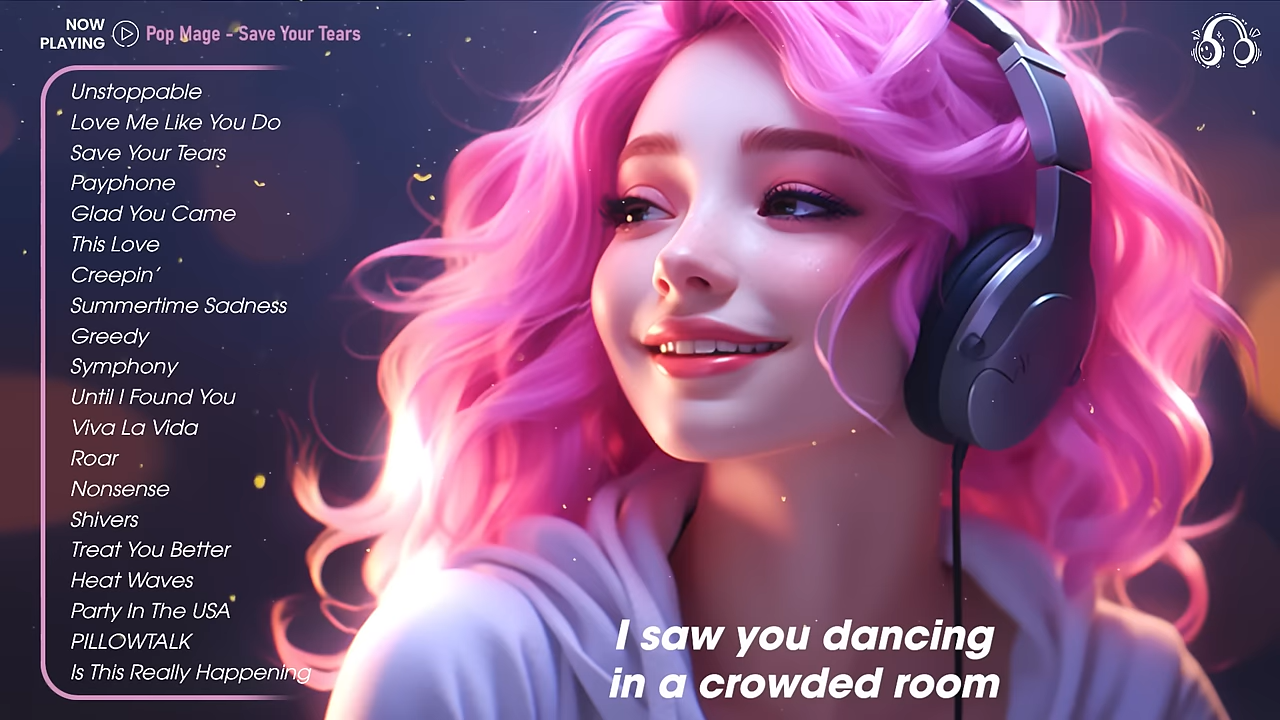 NOW
PLAYING
Pop Mage - Save Your Tears
Unstoppable
Love Me Like You Do
Save Your Tears
Payphone
Glad You Came
This Love
Creepin’
Summertime Sadness
Greedy
Symphony
Until I Found You
Viva La Vida
Roar
Nonsense
Shivers
Treat You Better
Heat Waves
Party In The USA
PILLOWTALK
Is This Really Happening
I saw you dancing
in a crowded room